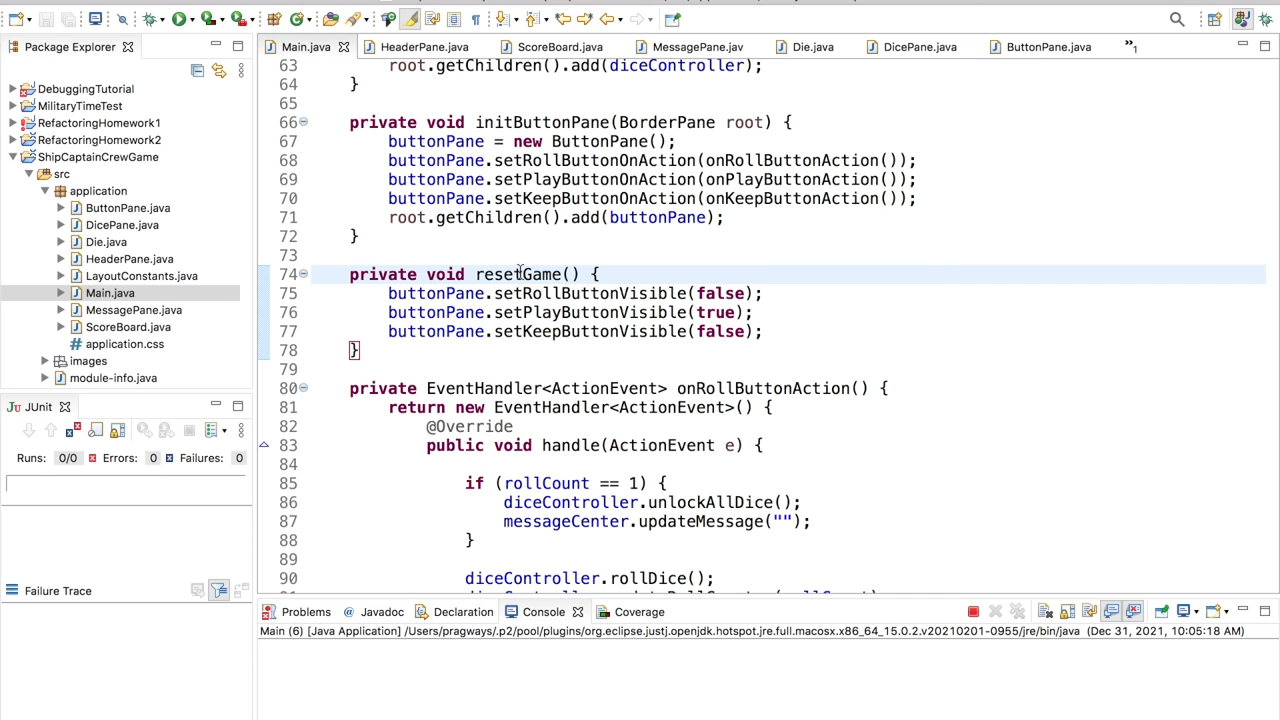 Package Explorer
DebuggingTutorial
MilitaryTimeTest
RefactoringHomework1
RefactoringHomework2
ShipCaptainCrewGame
src
application
ButtonPane.java
DicePane.java
Die.java
HeaderPane.java
LayoutConstants.java
Main.java
MessagePane.java
ScoreBoard.java
application.css
images
module-info.java
JUnit
Runs: 0/0 Errors: 0 Failures: 0
Failure Trace
Main.java HeaderPane.java ScoreBoard.java MessagePane.jav Die.java DicePane.java ButtonPane.java »1
63 root.getChildren().add(diceController);
64 }
65
66 private void initButtonPane(BorderPane root) {
67 buttonPane = new ButtonPane();
68 buttonPane.setRollButtonOnAction(onRollButtonAction());
69 buttonPane.setPlayButtonOnAction(onPlayButtonAction());
70 buttonPane.setKeepButtonOnAction(onKeepButtonAction());
71 root.getChildren().add(buttonPane);
72 }
73
74 private void resetGame() {
75 buttonPane.setRollButtonVisible(false);
76 buttonPane.setPlayButtonVisible(true);
77 buttonPane.setKeepButtonVisible(false);
78 }
79
80 private EventHandler<ActionEvent> onRollButtonAction() {
81 return new EventHandler<ActionEvent>() {
82 @Override
83 public void handle(ActionEvent e) {
84
85 if (rollCount == 1) {
86 diceController.unlockAllDice();
87 messageCenter.updateMessage("");
88 }
89
90 diceController.rollDice();
Problems Javadoc Declaration Console Coverage
Main (6) [Java Application] /Users/pragways/.p2/pool/plugins/org.eclipse.justj.openjdk.hotspot.jre.full.macosx.x86_64_15.0.2.v20210201-0955/jre/bin/java (Dec 31, 2021, 10:05:18 AM)